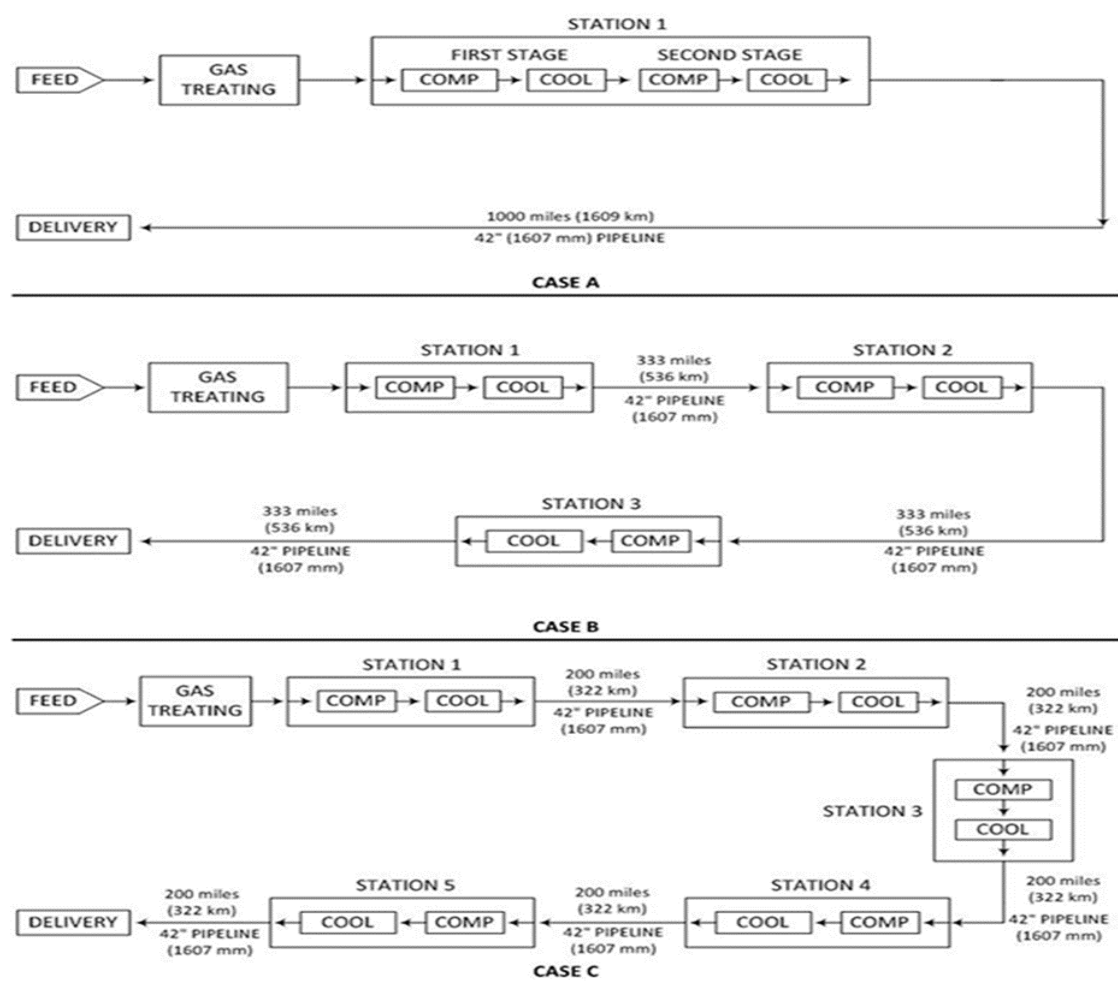 STATION 1
FIRST STAGE SECOND STAGE
FEED
GAS
TREATING
COMP COOL COMP COOL
DELIVERY
1000 miles (1609 km)
42" (1607 mm) PIPELINE
CASE A
STATION 1
333 miles
(536 km)
STATION 2
FEED
GAS
TREATING
COMP COOL
42" PIPELINE
(1607 mm)
COMP COOL
333 miles
(536 km)
STATION 3
333 miles
(536 km)
DELIVERY
42" PIPELINE
(1607 mm)
COOL COMP
42" PIPELINE
(1607 mm)
CASE B
STATION 1
200 miles
(322 km)
STATION 2
FEED
GAS
TREATING
COMP COOL
42" PIPELINE
(1607 mm)
COMP COOL
200 miles
(322 km)
42" PIPELINE
(1607 mm)
STATION 3
COMP
COOL
200 miles
(322 km)
STATION 5
200 miles
(322 km)
STATION 4
200 miles
(322 km)
DELIVERY
42" PIPELINE
(1607 mm)
COOL COMP
42" PIPELINE
(1607 mm)
COOL COMP
42" PIPELINE
(1607 mm)
CASE C